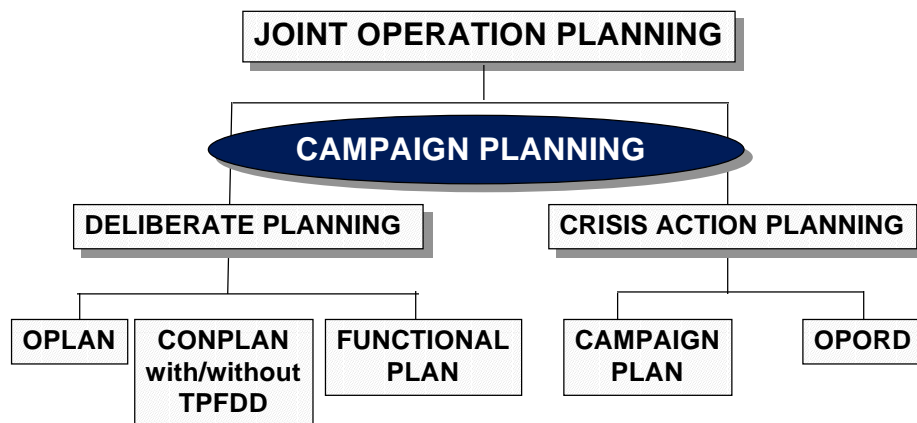 JOINT OPERATION PLANNING
CAMPAIGN PLANNING
DELIBERATE PLANNING
CRISIS ACTION PLANNING
OPLAN
CONPLAN
with/without
TPFDD
FUNCTIONAL
PLAN
CAMPAIGN
PLAN
OPORD